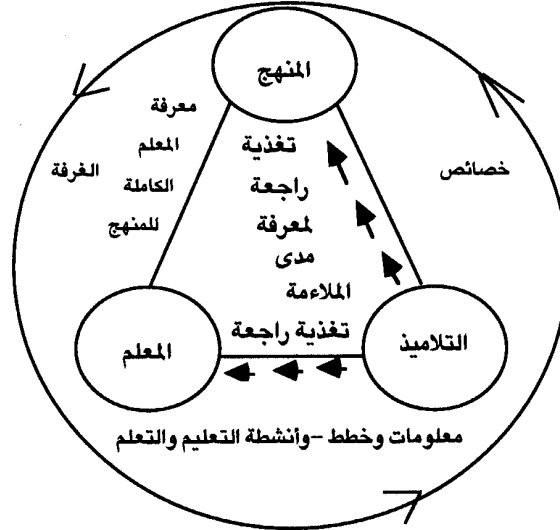 المنهج
معرفة
المعلم
الكاملة
للمنهج
الغرفة
تغذية
راجعة
لمعرفة
مدى
الملاءمة
خصائص
تغذية راجعة
المعلم
التلاميذ
معلومات وخطط –وأنشطة التعليم والتعلم